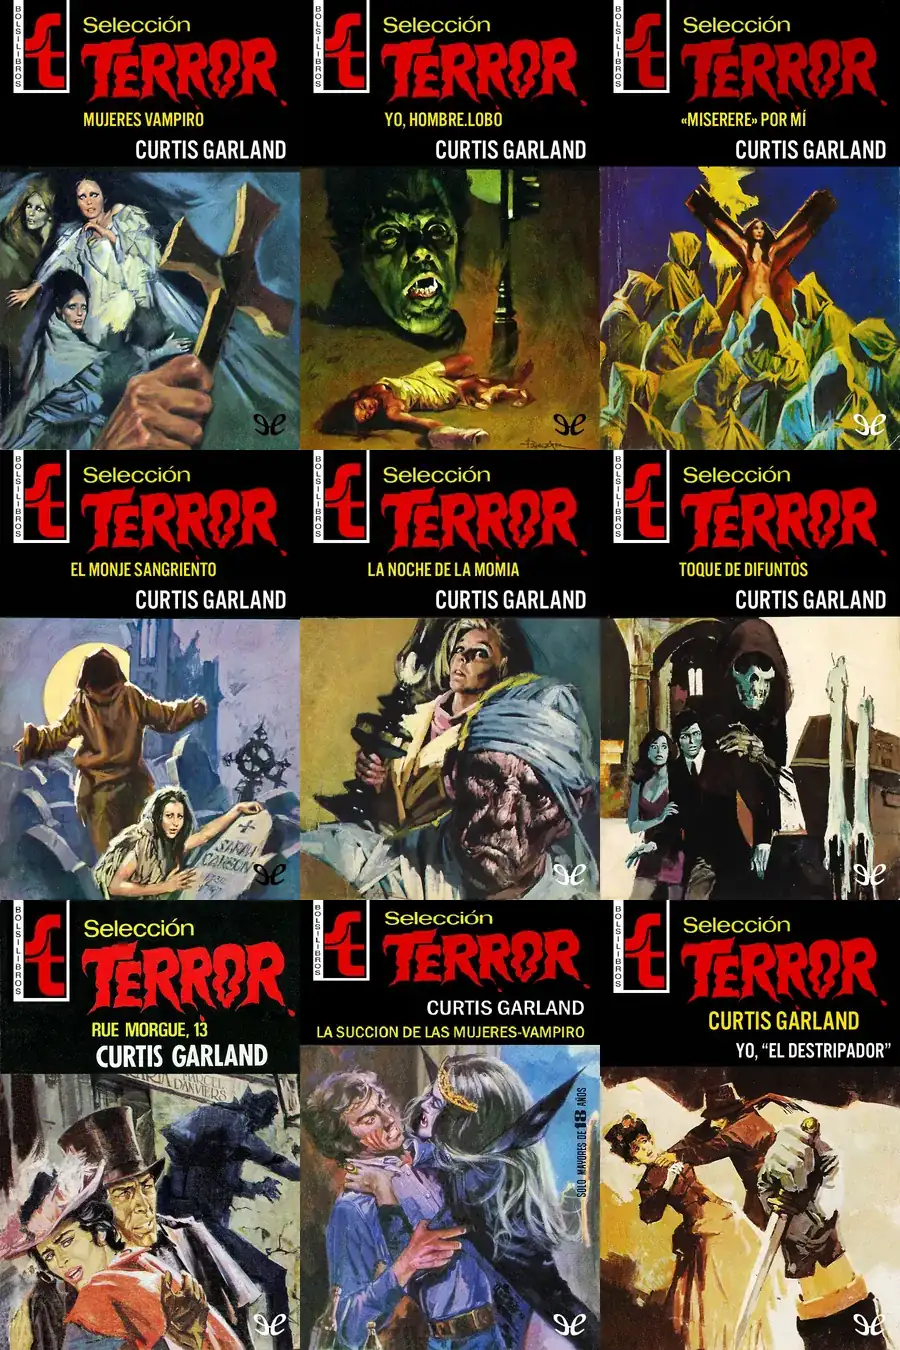 BOLSILIBROS
Selección
TERROR
MUJERES VAMPIRO
CURTIS GARLAND
BOLSILIBROS
Selección
TERROR
YO, HOMBRE.LOBO
CURTIS GARLAND
BOLSILIBROS
Selección
TERROR
«MISERERE» POR MÍ
CURTIS GARLAND
BOLSILIBROS
Selección
TERROR
EL MONJE SANGRIENTO
CURTIS GARLAND
SARAH
BOLSILIBROS
Selección
TERROR
LA NOCHE DE LA MOMIA
CURTIS GARLAND
BOLSILIBROS
Selección
TERROR
TOQUE DE DIFUNTOS
CURTIS GARLAND
BOLSILIBROS
Selección
TERROR
RUE MORGUE, 13
CURTIS GARLAND
MARCEL
DANVIERS
BOLSILIBROS
Selección
TERROR
CURTIS GARLAND
LA SUCCION DE LAS MUJERES-VAMPIRO
SOLO MAYORES DE 18 AÑOS
BOLSILIBROS
Selección
TERROR
CURTIS GARLAND
YO, “EL DESTRIPADOR”